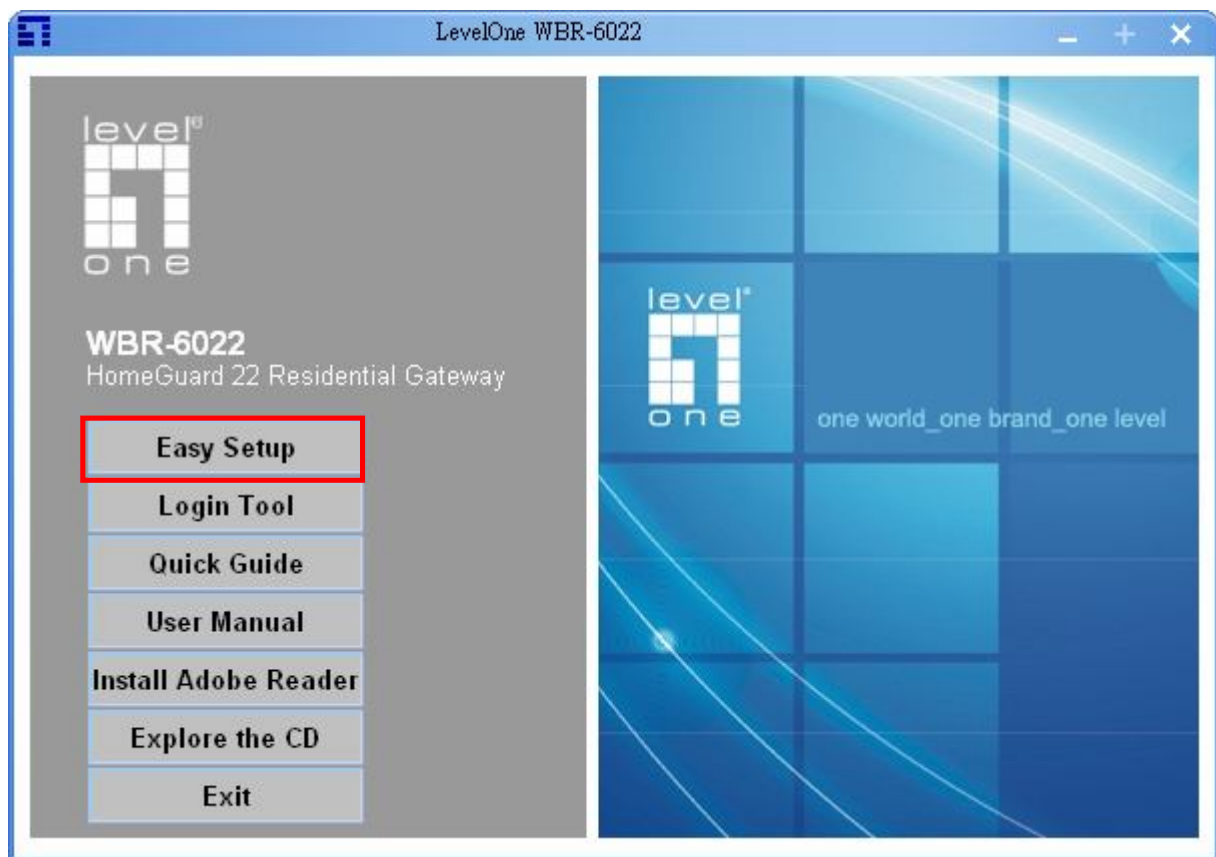 LevelOne WBR-6022
level®
one
WBR-6022
HomeGuard 22 Residential Gateway
Easy Setup
Login Tool
Quick Guide
User Manual
Install Adobe Reader
Explore the CD
Exit
level®
one
one world_one brand_one level